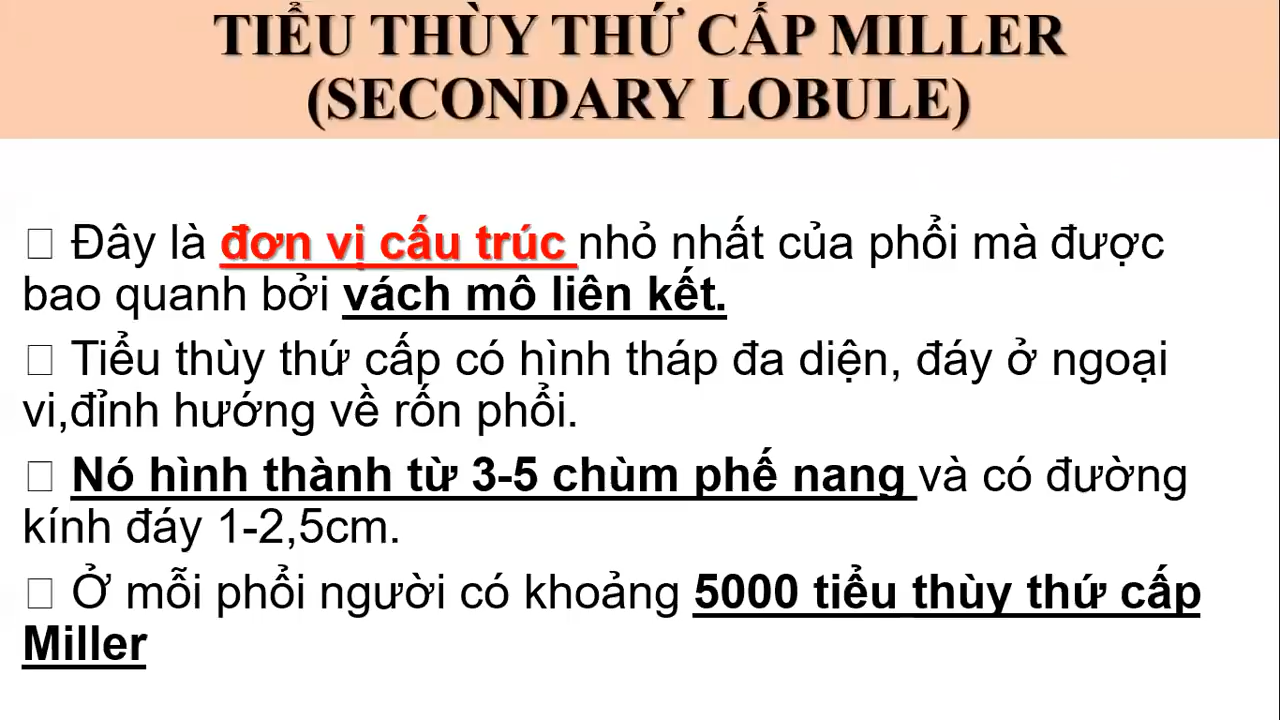 TIỂU THÙY THỨ CẤP MILLER
(SECONDARY LOBULE)
□ Đây là đơn vị cấu trúc nhỏ nhất của phổi mà được
bao quanh bởi vách mô liên kết.
□ Tiểu thùy thứ cấp có hình tháp đa diện, đáy ở ngoại
vi,đỉnh hướng về rốn phổi.
□ Nó hình thành từ 3-5 chùm phế nang và có đường
kính đáy 1-2,5cm.
□ Ở mỗi phổi người có khoảng 5000 tiểu thùy thứ cấp
Miller